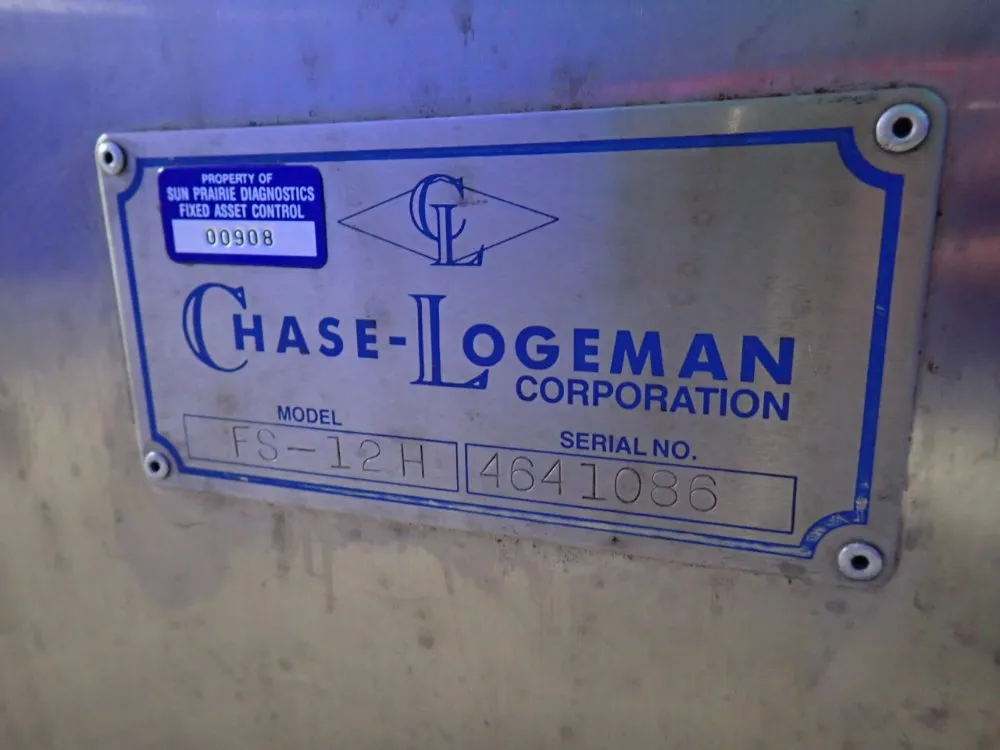 PROPERTY OF
SUN PRAIRIE DIAGNOSTICS
FIXED ASSET CONTROL
00908
CL
CHASE-LOGEMAN
CORPORATION
MODEL
FS-12H
SERIAL NO.
4641086